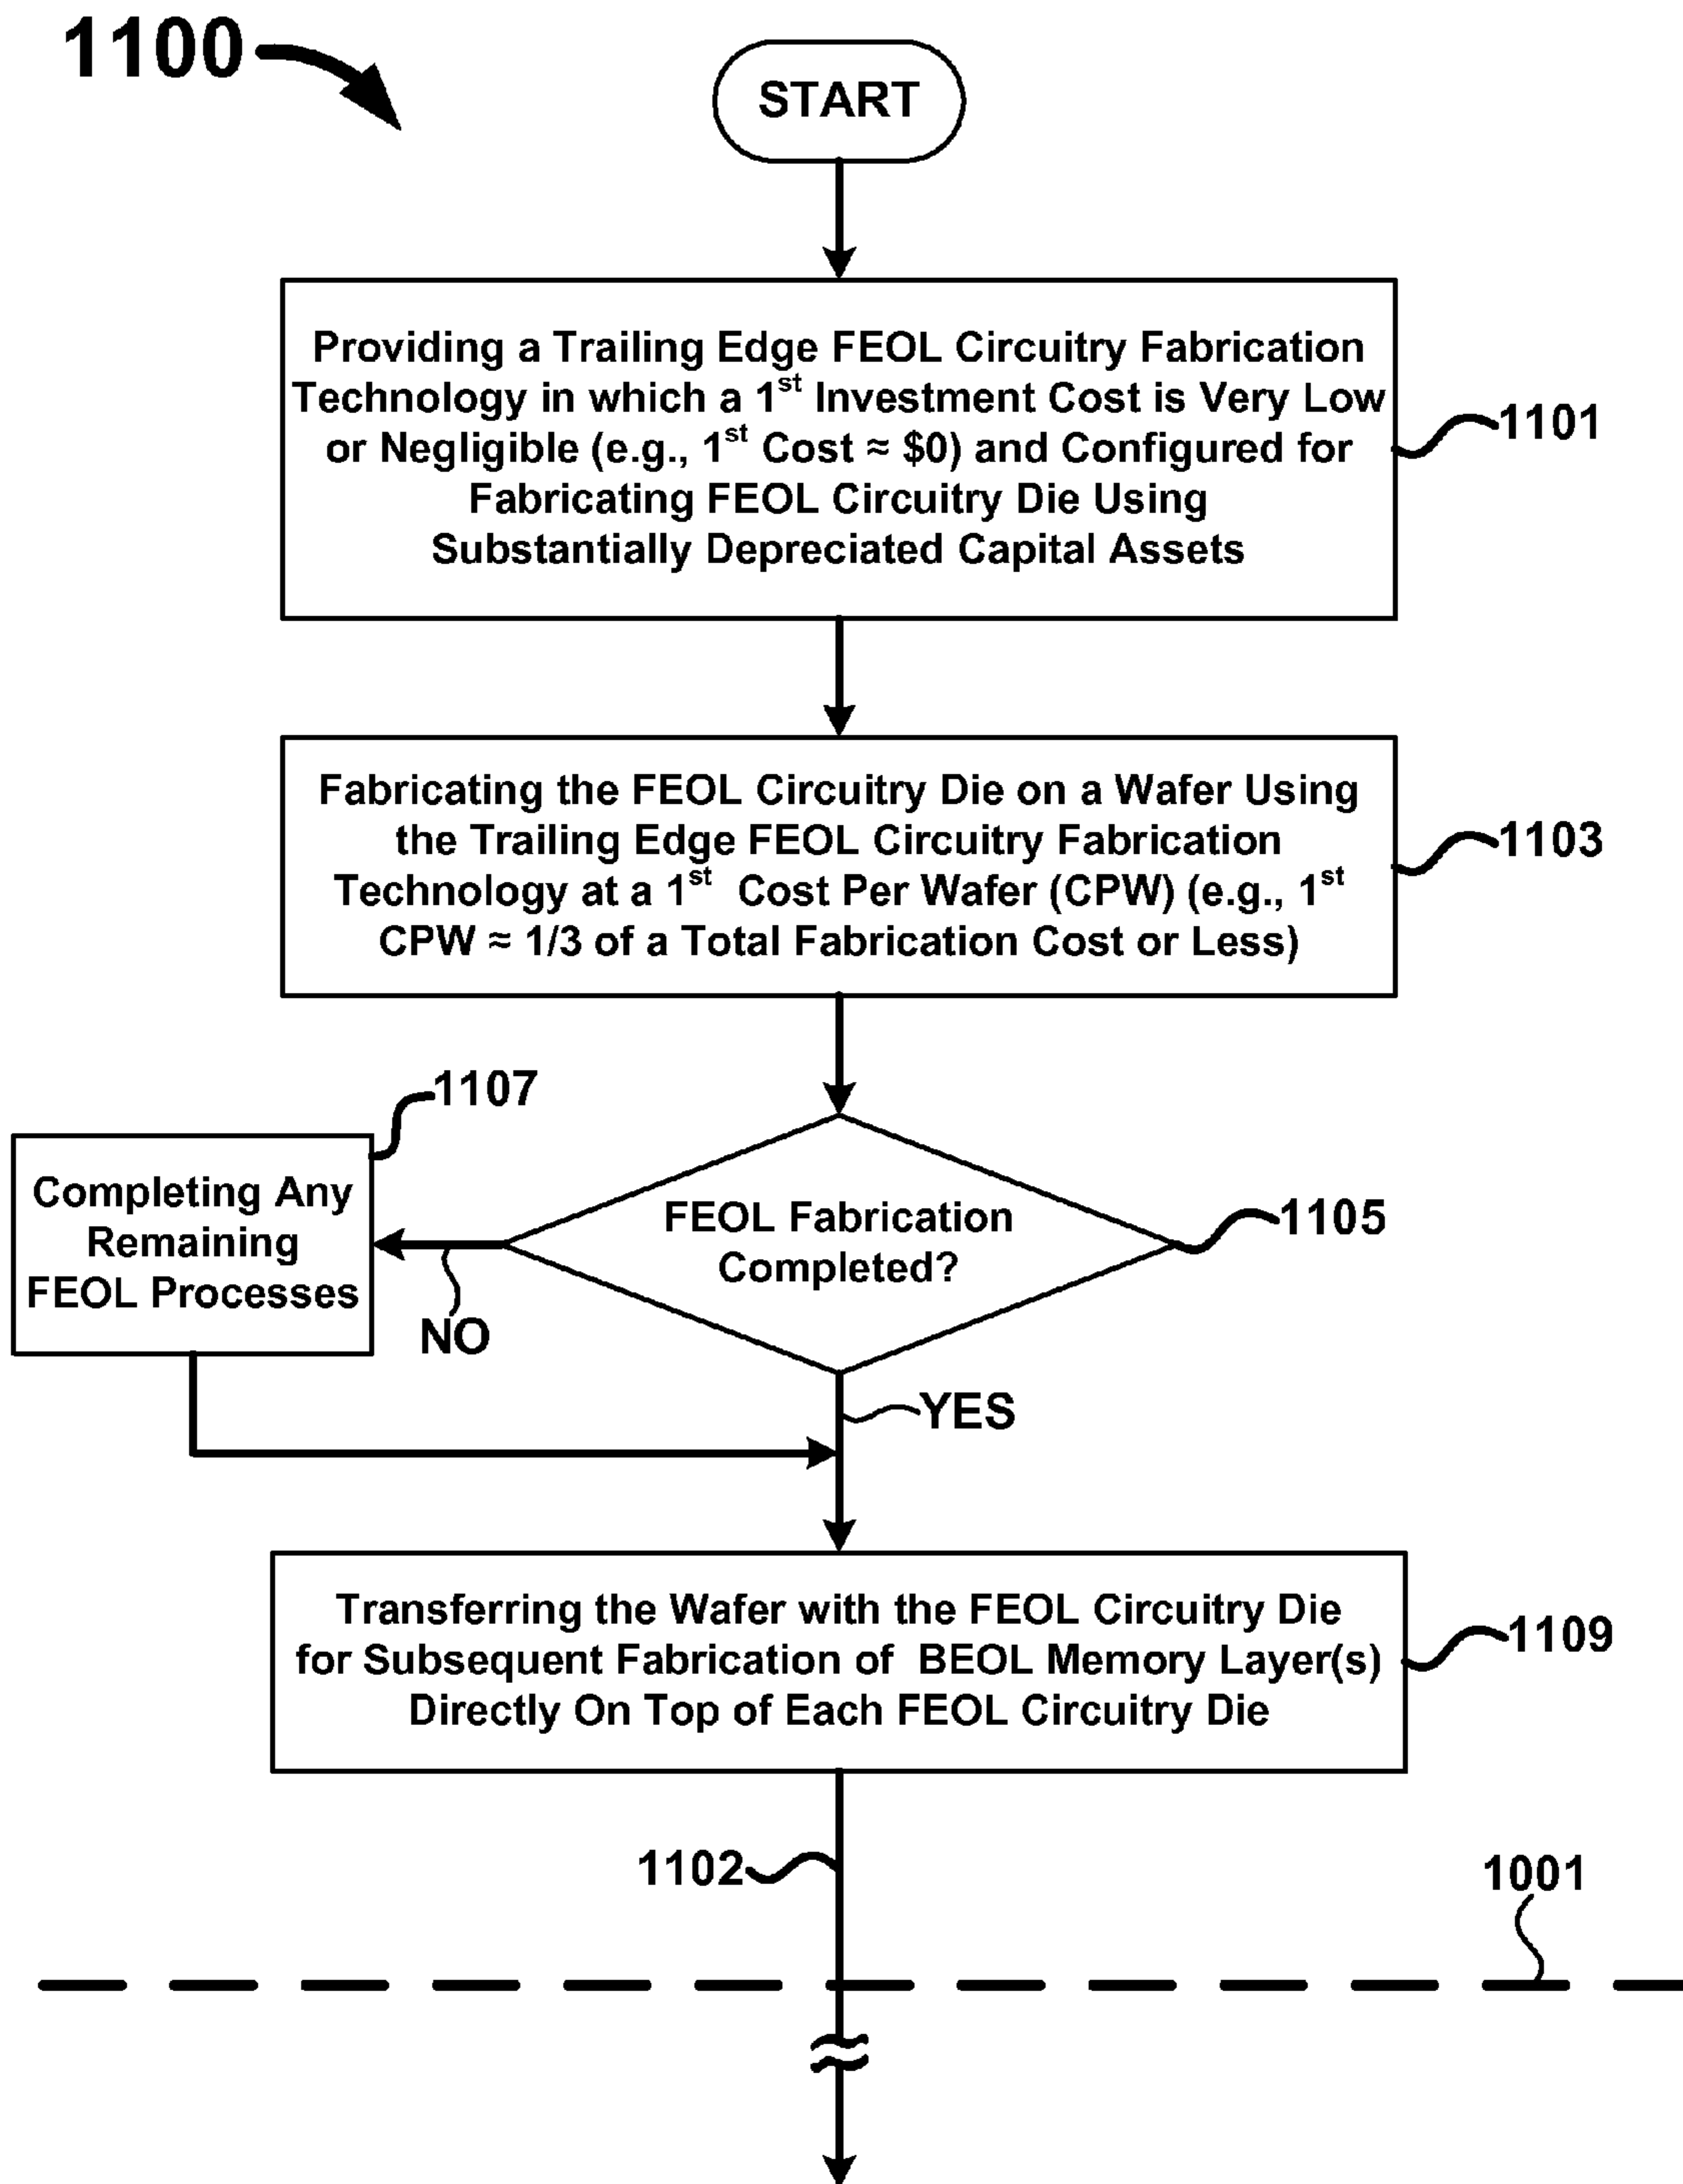 1100
START
Providing a Trailing Edge FEOL Circuitry Fabrication
Technology in which a 1st Investment Cost is Very Low
or Negligible (e.g., 1st Cost ≈ $0) and Configured for
Fabricating FEOL Circuitry Die Using
Substantially Depreciated Capital Assets
1101
Fabricating the FEOL Circuitry Die on a Wafer Using
the Trailing Edge FEOL Circuitry Fabrication
Technology at a 1st Cost Per Wafer (CPW) (e.g., 1st
CPW ≈ 1/3 of a Total Fabrication Cost or Less)
1103
1107
Completing Any
Remaining
FEOL Processes
NO
FEOL Fabrication
Completed?
1105
YES
Transferring the Wafer with the FEOL Circuitry Die
for Subsequent Fabrication of BEOL Memory Layer(s)
Directly On Top of Each FEOL Circuitry Die
1109
1102
1001